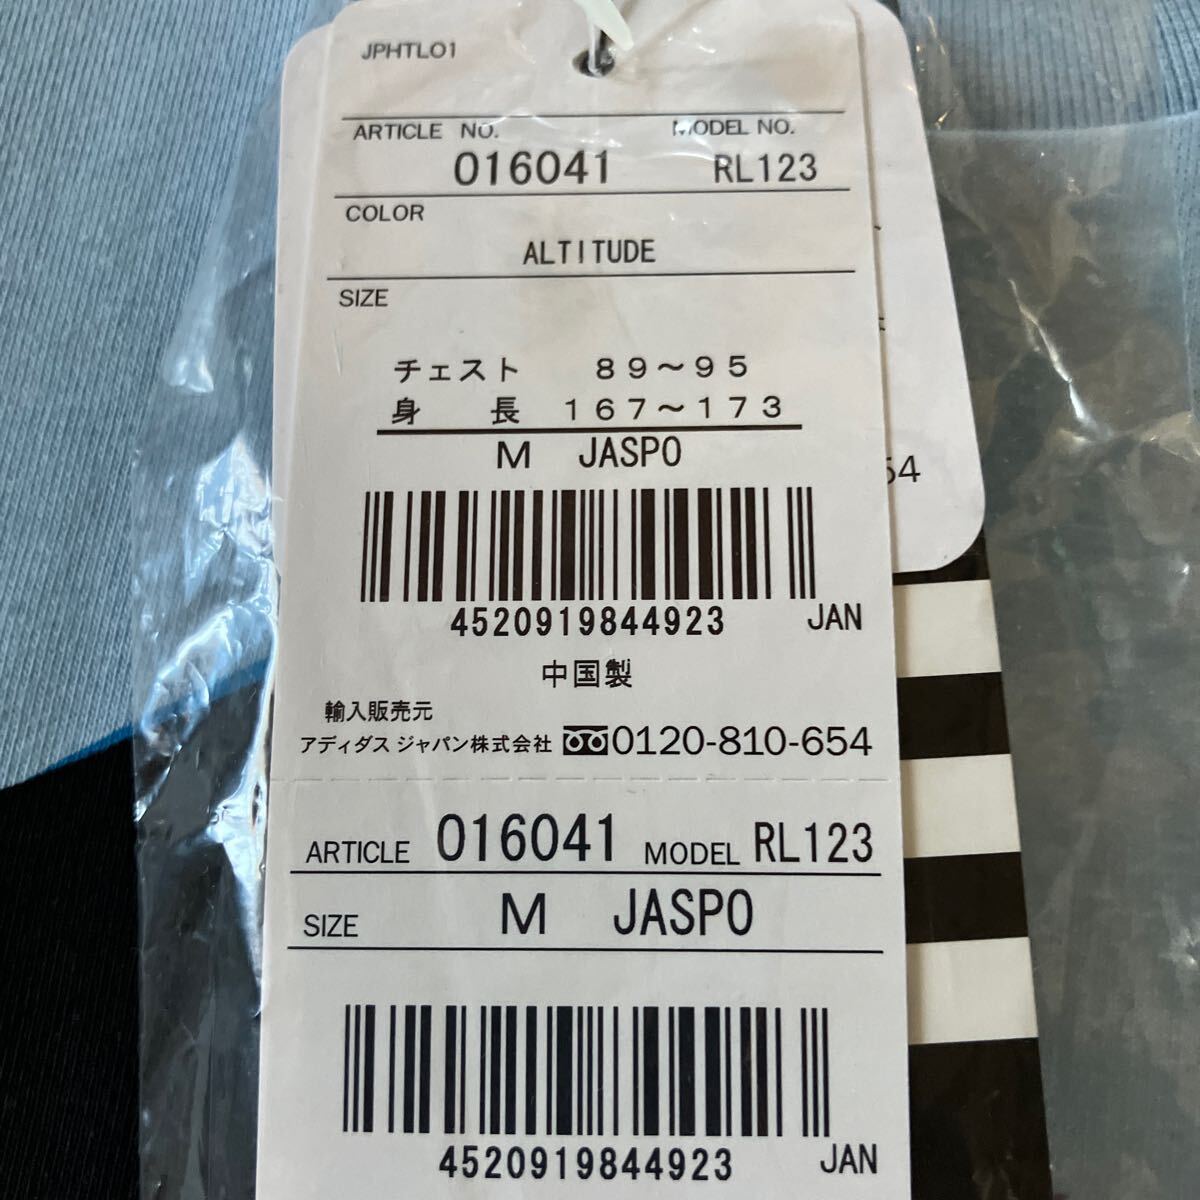 JPHTL01
ARTICLE NO. MODEL NO.
016041 RL123
COLOR
ALTITUDE
SIZE
チェスト 89～95
身長 167～173
M JASPO
4520919844923 JAN
中国製
輸入販売元
アディダス ジャパン株式会社 0120-810-654
ARTICLE 016041 MODEL RL123
SIZE M JASPO
4520919844923 JAN
54